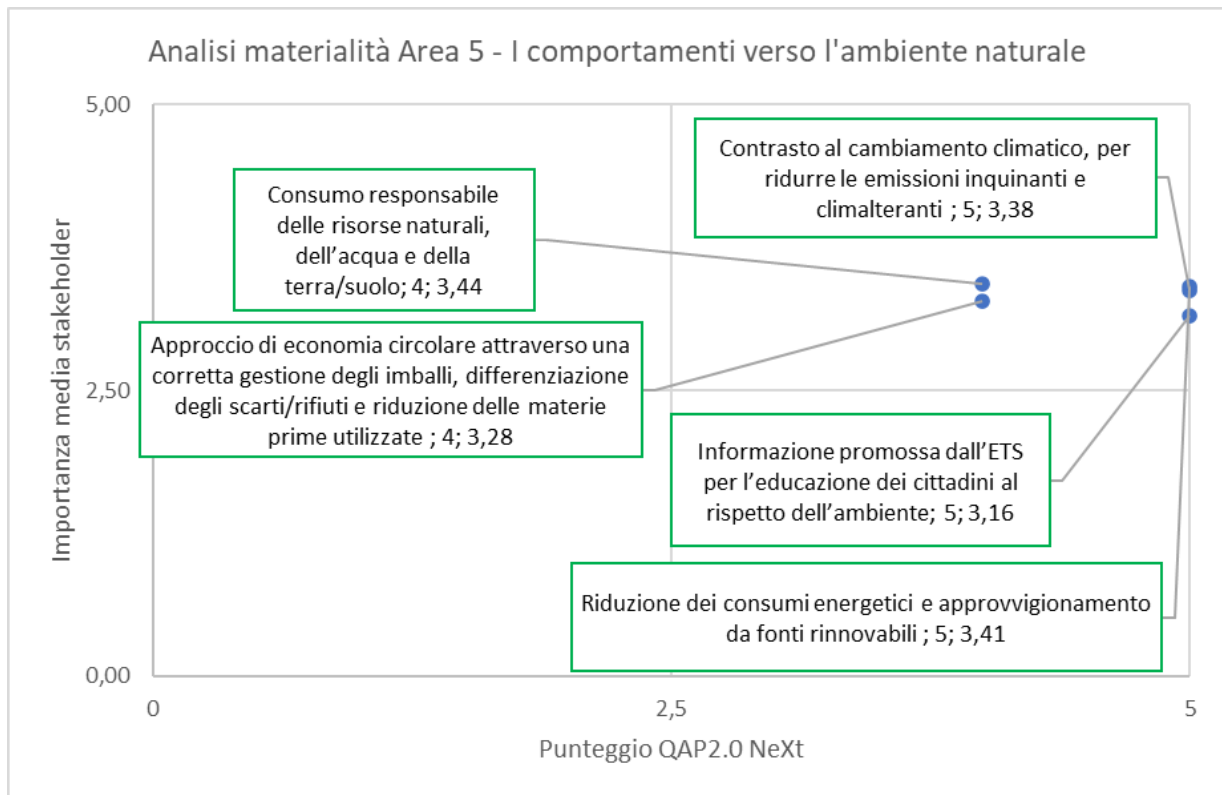 Analisi materialità Area 5 - I comportamenti verso l'ambiente naturale
Importanza media stakeholder
5,00
2,50
0,00
Contrasto al cambiamento climatico, per
ridurre le emissioni inquinanti e
climalteranti ; 5; 3,38
Consumo responsabile
delle risorse naturali,
dell’acqua e della
terra/suolo; 4; 3,44
Approccio di economia circolare attraverso una
corretta gestione degli imballi, differenziazione
degli scarti/rifiuti e riduzione delle materie
prime utilizzate ; 4; 3,28
Informazione promossa dall’ETS
per l’educazione dei cittadini al
rispetto dell’ambiente; 5; 3,16
Riduzione dei consumi energetici e approvvigionamento
da fonti rinnovabili ; 5; 3,41
0
2,5
5
Punteggio QAP2.0 NeXt